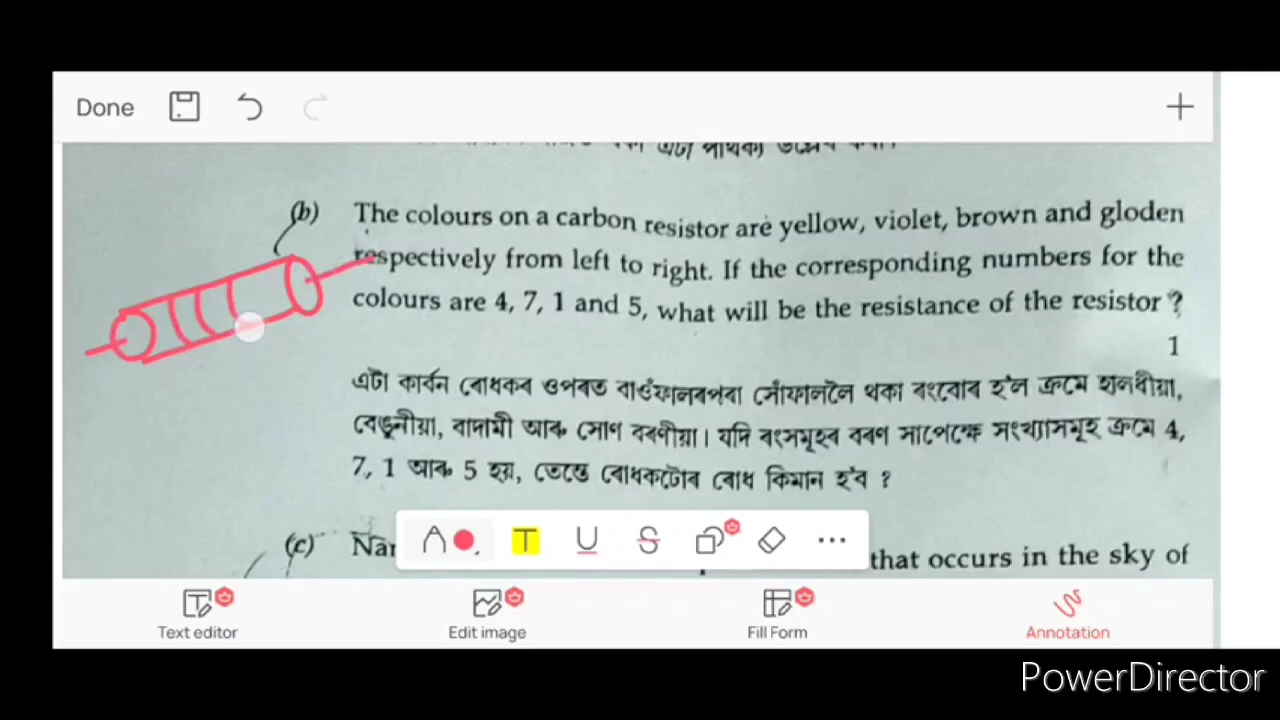 Done
(b) The colours on a carbon resistor are yellow, violet, brown and gloden
respectively from left to right. If the corresponding numbers for the
colours are 4, 7, 1 and 5, what will be the resistance of the resistor ?
1
এটা কাৰ্বন ৰোধকৰ ওপৰত বাওঁফালৰপৰা সোঁফাললৈ থকা ৰংবোৰ হ'ল ক্ৰমে হালধীয়া,
বেঙুনীয়া, বাদামী আৰু সোণ বৰণীয়া। যদি ৰংসমূহৰ বৰণ সাপেক্ষে সংখ্যাসমূহ ক্ৰমে 4,
7, 1 আৰু 5 হয়, তেন্তে ৰোধকটোৰ ৰোধ কিমান হ'ব ?
(c) that occurs in the sky of
Text editor
Edit image
Fill Form
Annotation
PowerDirector